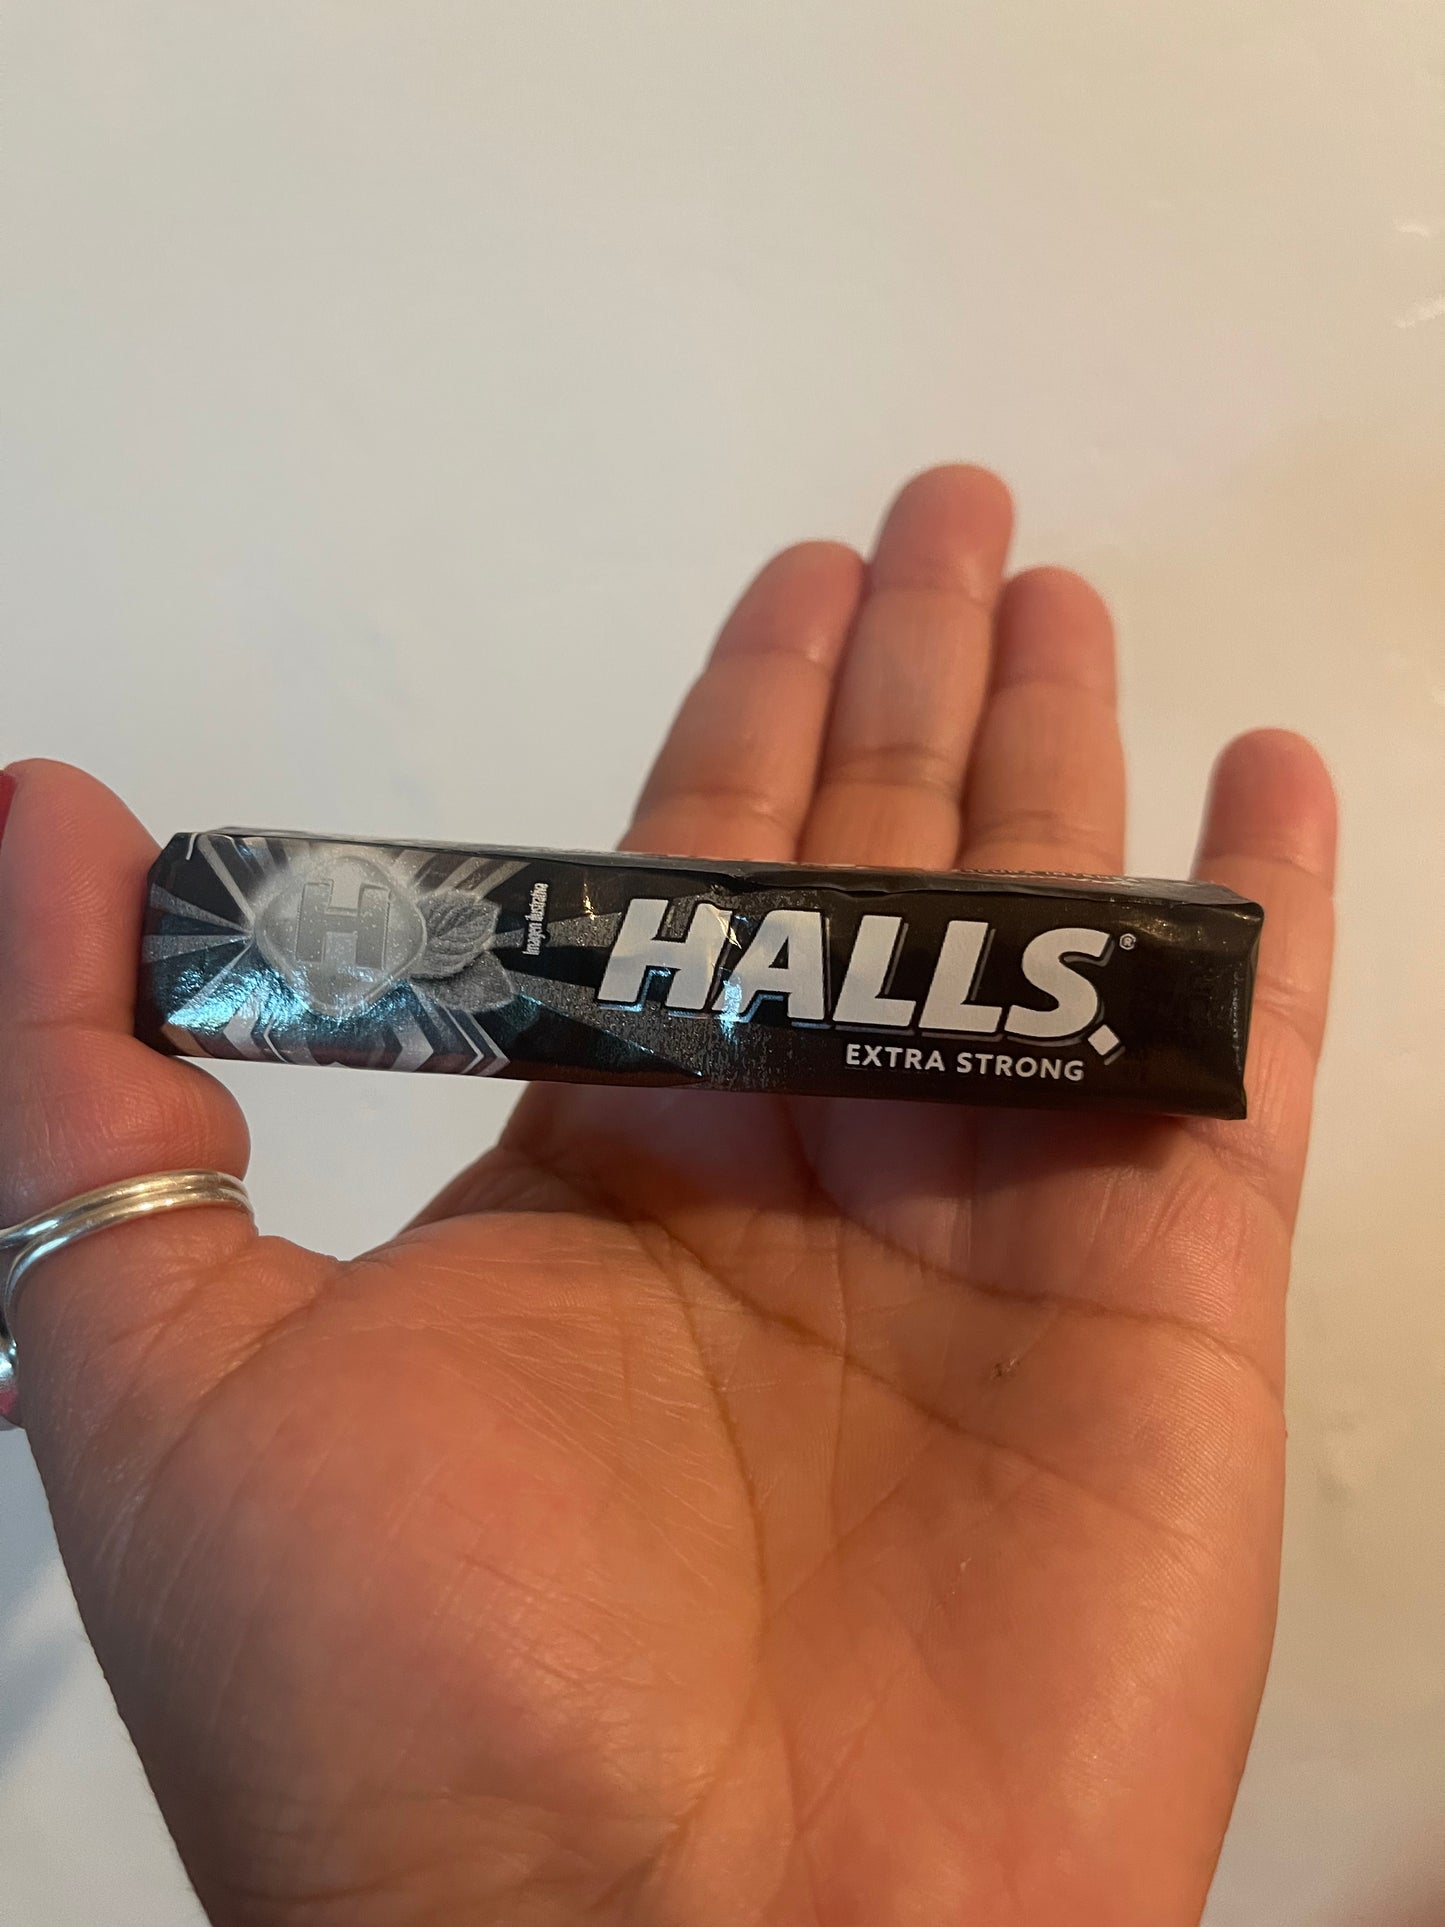 H
Imagen ilustrativa
HALLS®
EXTRA STRONG